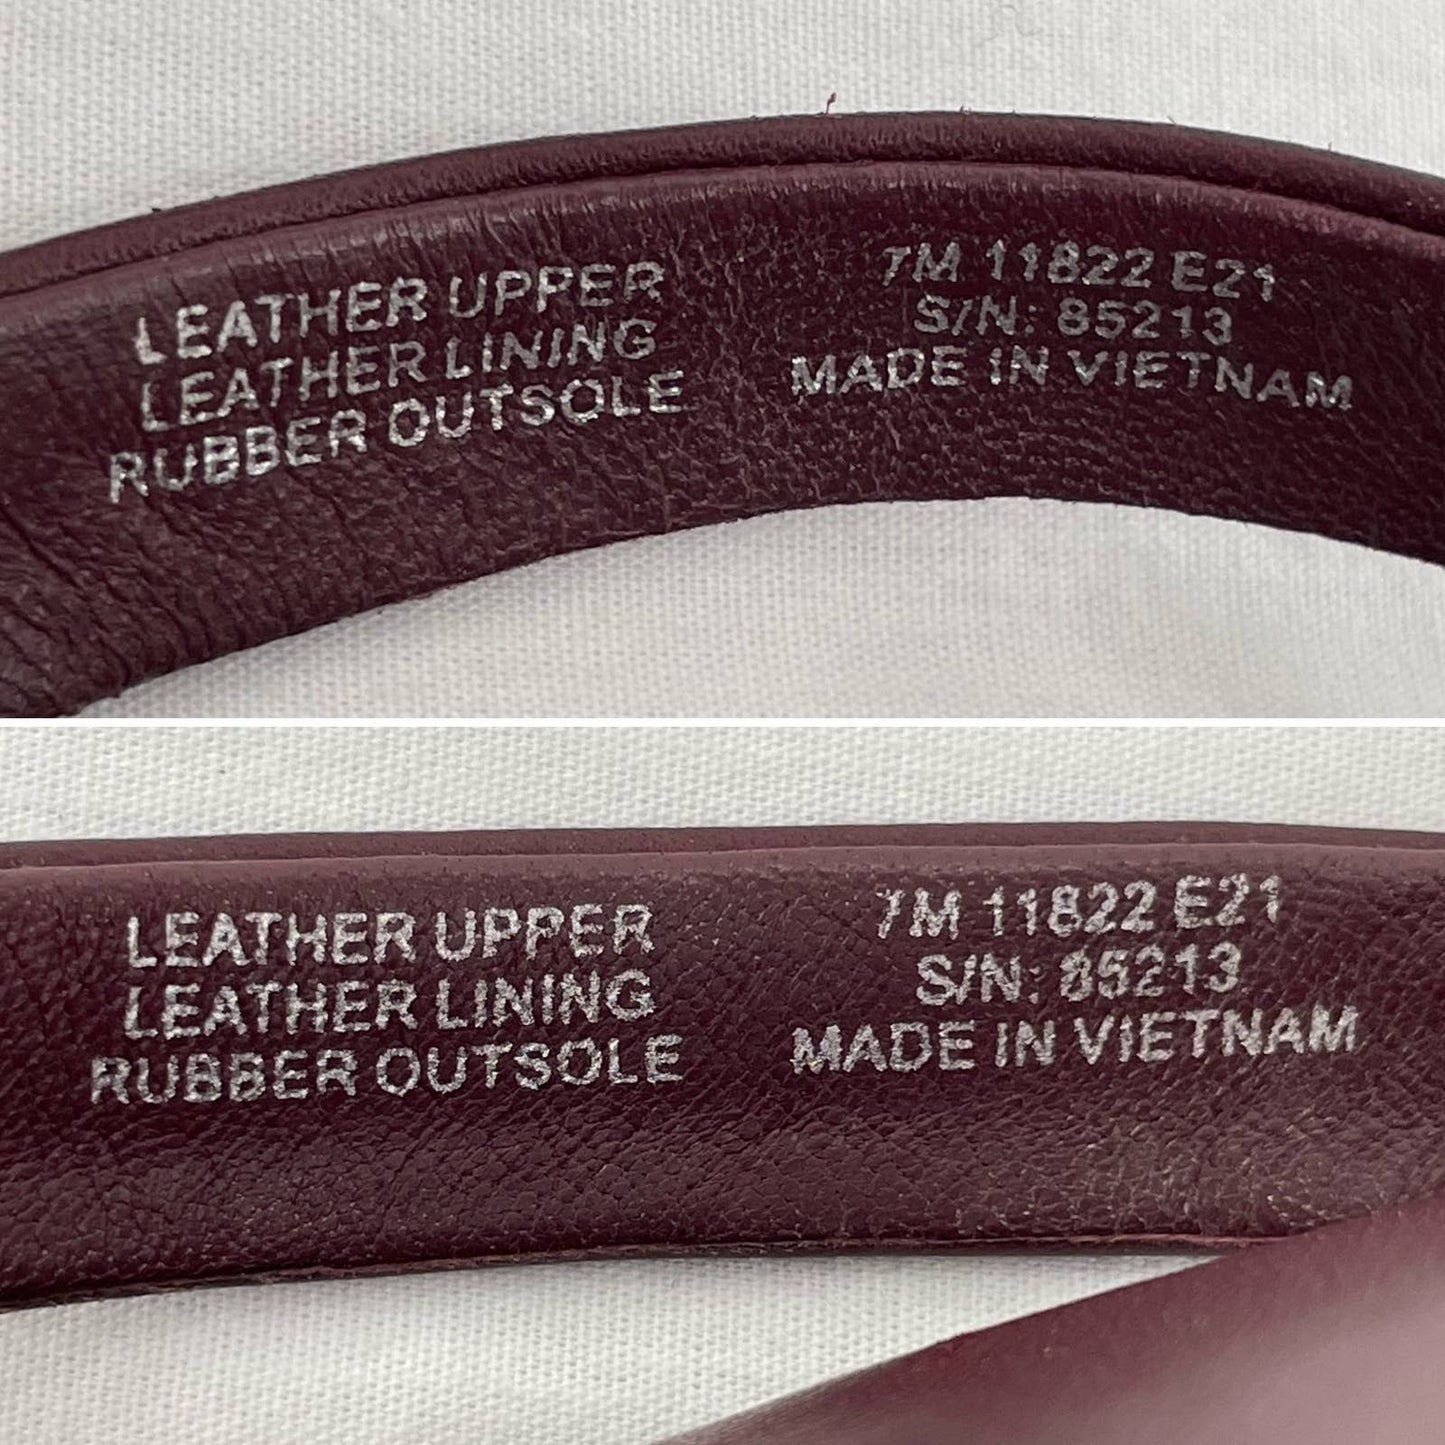 LEATHER UPPER
LEATHER LINING
RUBBER OUTSOLE
7M 11822 E21
S/N: 85213
MADE IN VIETNAM
LEATHER UPPER
LEATHER LINING
RUBBER OUTSOLE
7M 11822 E21
S/N: 85213
MADE IN VIETNAM